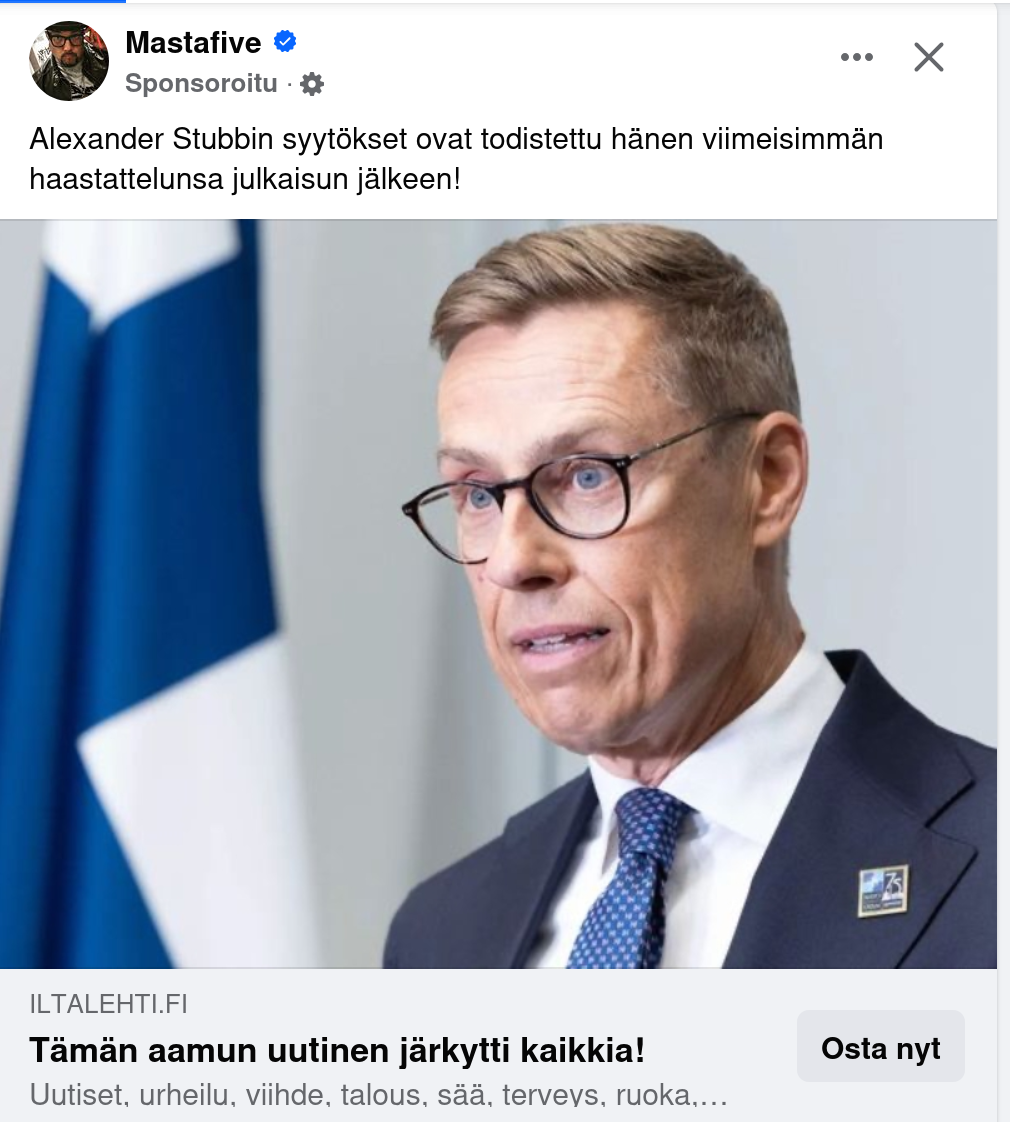 Mastafive
Sponsoroitu ·
Alexander Stubbin syytökset ovat todistettu hänen viimeisimmän
haastattelunsa julkaisun jälkeen!
75
ILTALEHTI.FI
Tämän aamun uutinen järkytti kaikkia!
Osta nyt
Uutiset, urheilu, viihde, talous, sää, terveys, ruoka,...